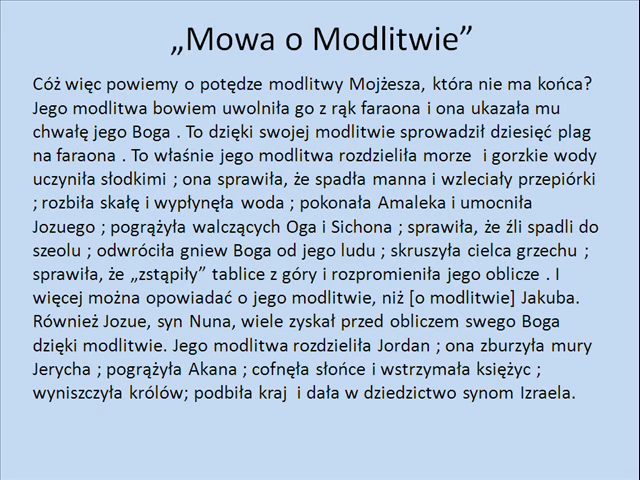 „Mowa o Modlitwie”
Cóż więc powiemy o potędze modlitwy Mojżesza, która nie ma końca?
Jego modlitwa bowiem uwolniła go z rąk faraona i ona ukazała mu
chwałę jego Boga . To dzięki swojej modlitwie sprowadził dziesięć plag
na faraona . To właśnie jego modlitwa rozdzieliła morze  i gorzkie wody
uczyniła słodkimi ; ona sprawiła, że spadła manna i wzleciały przepiórki
; rozbiła skałę i wypłynęła woda ; pokonała Amaleka i umocniła
Jozuego ; pogrążyła walczących Oga i Sichona ; sprawiła, że źli spadli do
szeolu ; odwróciła gniew Boga od jego ludu ; skruszyła cielca grzechu ;
sprawiła, że „zstąpiły” tablice z góry i rozpromieniła jego oblicze . I
więcej można opowiadać o jego modlitwie, niż [o modlitwie] Jakuba.
Również Jozue, syn Nuna, wiele zyskał przed obliczem swego Boga
dzięki modlitwie. Jego modlitwa rozdzieliła Jordan ; ona zburzyła mury
Jerycha ; pogrążyła Akana ; cofnęła słońce i wstrzymała księżyc ;
wyniszczyła królów; podbiła kraj  i dała w dziedzictwo synom Izraela.